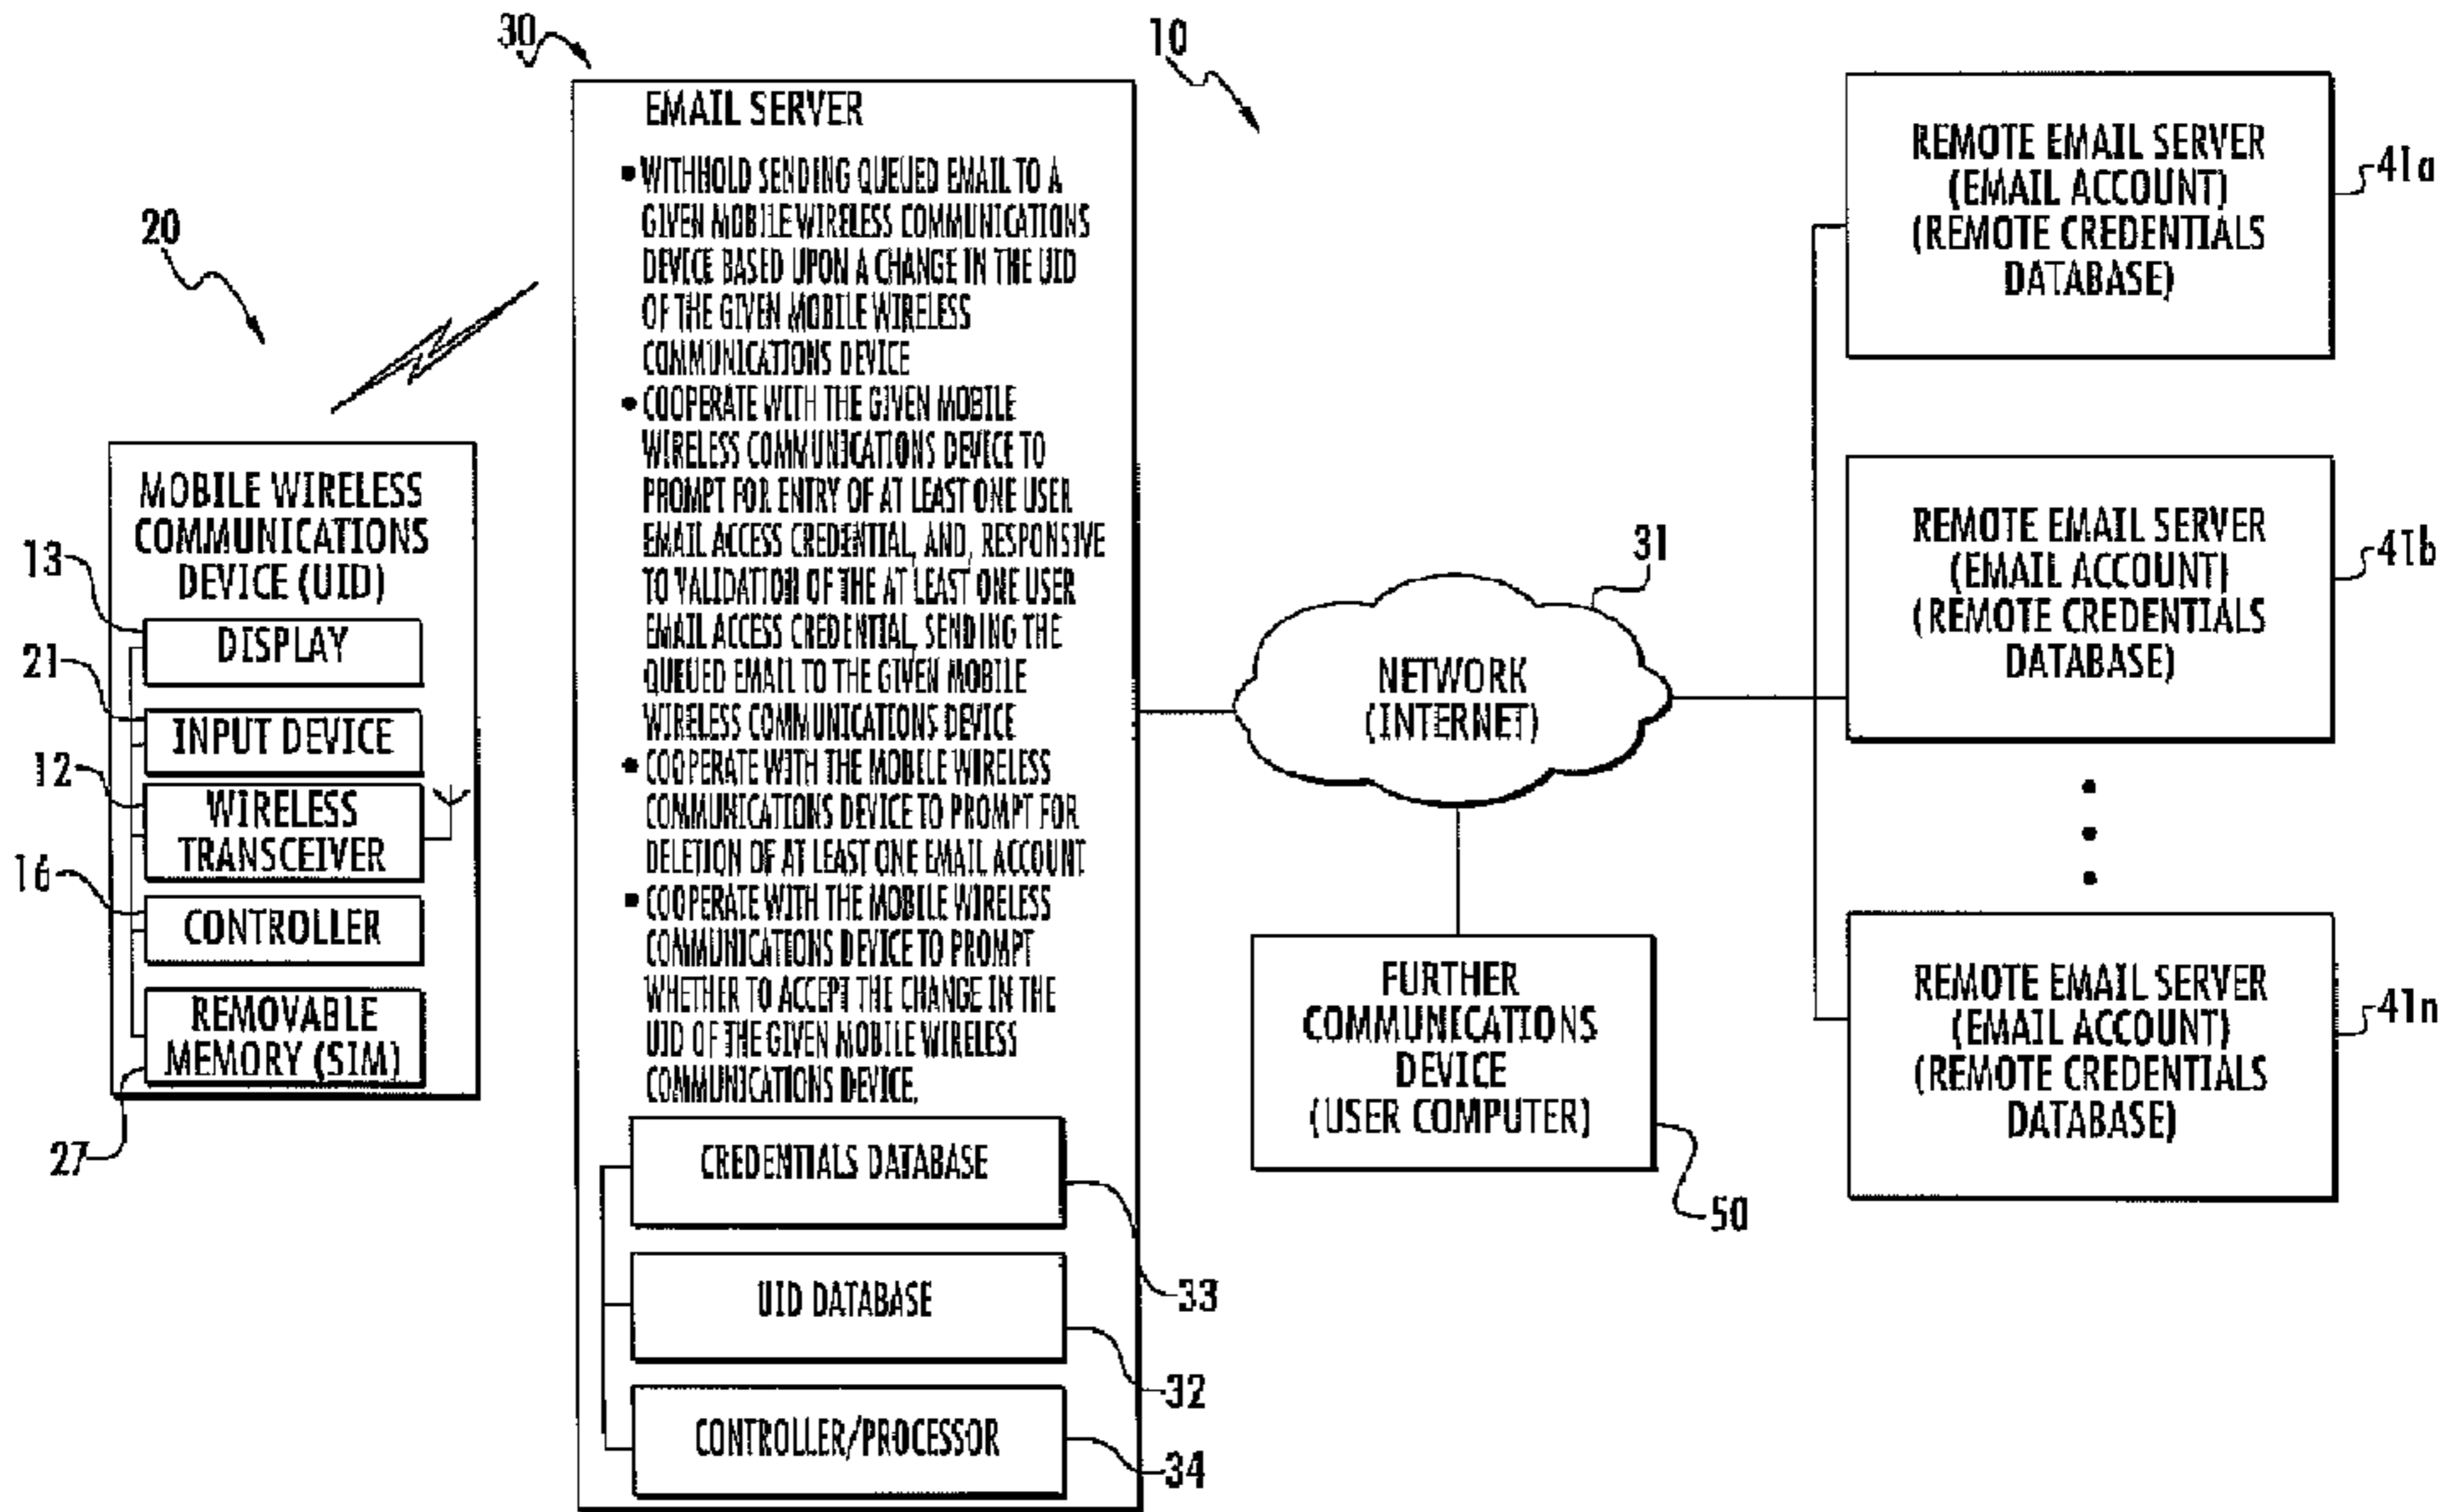 30
10
20
EMAIL SERVER
• WITHHOLD SENDING QUEUED EMAIL TO A
GIVEN MOBILE WIRELESS COMMUNICATIONS
DEVICE BASED UPON A CHANGE IN THE UID
OF THE GIVEN MOBILE WIRELESS
COMMUNICATIONS DEVICE
• COOPERATE WITH THE GIVEN MOBILE
WIRELESS COMMUNICATIONS DEVICE TO
PROMPT FOR ENTRY OF AT LEAST ONE USER
EMAIL ACCESS CREDENTIAL, AND, RESPONSIVE
TO VALIDATION OF THE AT LEAST ONE USER
EMAIL ACCESS CREDENTIAL, SENDING THE
QUEUED EMAIL TO THE GIVEN MOBILE
WIRELESS COMMUNICATIONS DEVICE
• COOPERATE WITH THE MOBILE WIRELESS
COMMUNICATIONS DEVICE TO PROMPT FOR
DELETION OF AT LEAST ONE EMAIL ACCOUNT
• COOPERATE WITH THE MOBILE WIRELESS
COMMUNICATIONS DEVICE TO PROMPT
WHETHER TO ACCEPT THE CHANGE IN THE
UID OF THE GIVEN MOBILE WIRELESS
COMMUNICATIONS DEVICE.
CREDENTIALS DATABASE
33
UID DATABASE
32
CONTROLLER/PROCESSOR
34
MOBILE WIRELESS
COMMUNICATIONS
DEVICE (UID)
13
DISPLAY
21
INPUT DEVICE
12
WIRELESS
TRANSCEIVER
16
CONTROLLER
REMOVABLE
MEMORY (SIM)
27
31
NETWORK
(INTERNET)
FURTHER
COMMUNICATIONS
DEVICE
(USER COMPUTER)
50
REMOTE EMAIL SERVER
(EMAIL ACCOUNT)
(REMOTE CREDENTIALS
DATABASE)
41a
REMOTE EMAIL SERVER
(EMAIL ACCOUNT)
(REMOTE CREDENTIALS
DATABASE)
41b
REMOTE EMAIL SERVER
(EMAIL ACCOUNT)
(REMOTE CREDENTIALS
DATABASE)
41n